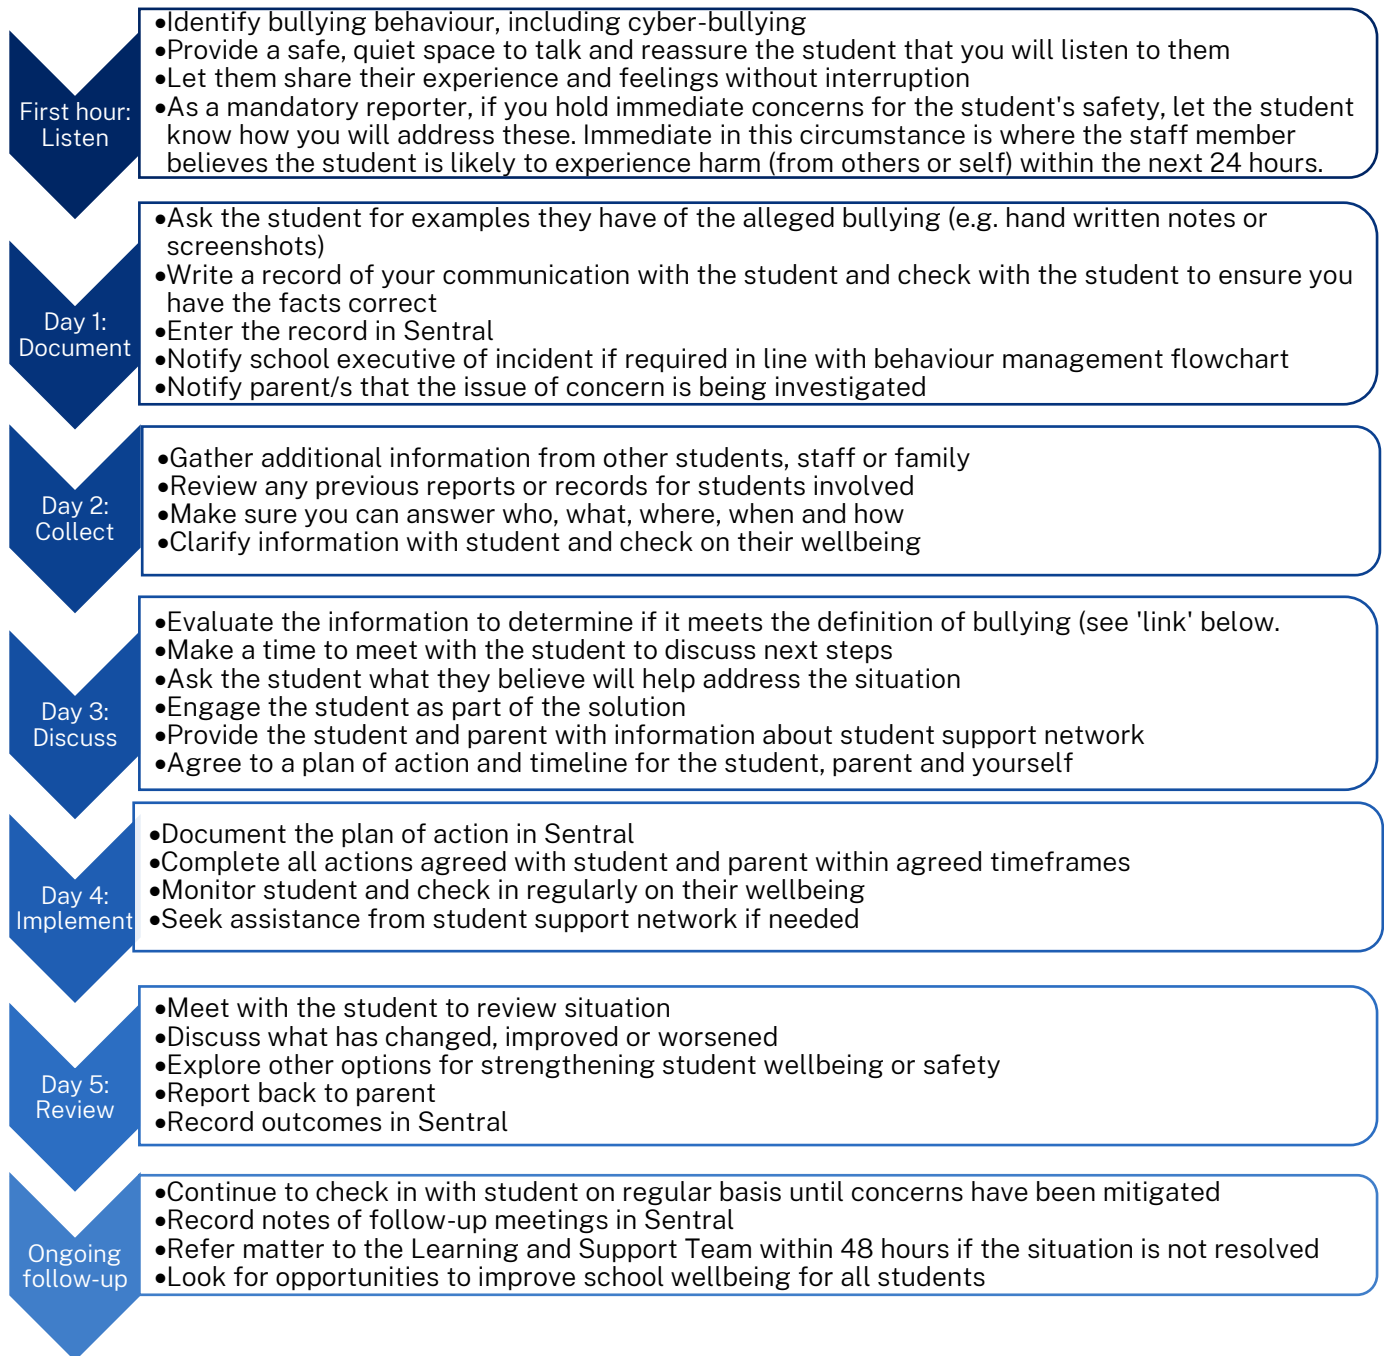 First hour:
Listen
•Identify bullying behaviour, including cyber-bullying
•Provide a safe, quiet space to talk and reassure the student that you will listen to them
•Let them share their experience and feelings without interruption
•As a mandatory reporter, if you hold immediate concerns for the student's safety, let the student
know how you will address these. Immediate in this circumstance is where the staff member
believes the student is likely to experience harm (from others or self) within the next 24 hours.
Day 1:
Document
•Ask the student for examples they have of the alleged bullying (e.g. hand written notes or
screenshots)
•Write a record of your communication with the student and check with the student to ensure you
have the facts correct
•Enter the record in Sentral
•Notify school executive of incident if required in line with behaviour management flowchart
•Notify parent/s that the issue of concern is being investigated
Day 2:
Collect
•Gather additional information from other students, staff or family
•Review any previous reports or records for students involved
•Make sure you can answer who, what, where, when and how
•Clarify information with student and check on their wellbeing
Day 3:
Discuss
•Evaluate the information to determine if it meets the definition of bullying (see 'link' below.
•Make a time to meet with the student to discuss next steps
•Ask the student what they believe will help address the situation
•Engage the student as part of the solution
•Provide the student and parent with information about student support network
•Agree to a plan of action and timeline for the student, parent and yourself
Day 4:
Implement
•Document the plan of action in Sentral
•Complete all actions agreed with student and parent within agreed timeframes
•Monitor student and check in regularly on their wellbeing
•Seek assistance from student support network if needed
Day 5:
Review
•Meet with the student to review situation
•Discuss what has changed, improved or worsened
•Explore other options for strengthening student wellbeing or safety
•Report back to parent
•Record outcomes in Sentral
Ongoing
follow-up
•Continue to check in with student on regular basis until concerns have been mitigated
•Record notes of follow-up meetings in Sentral
•Refer matter to the Learning and Support Team within 48 hours if the situation is not resolved
•Look for opportunities to improve school wellbeing for all students